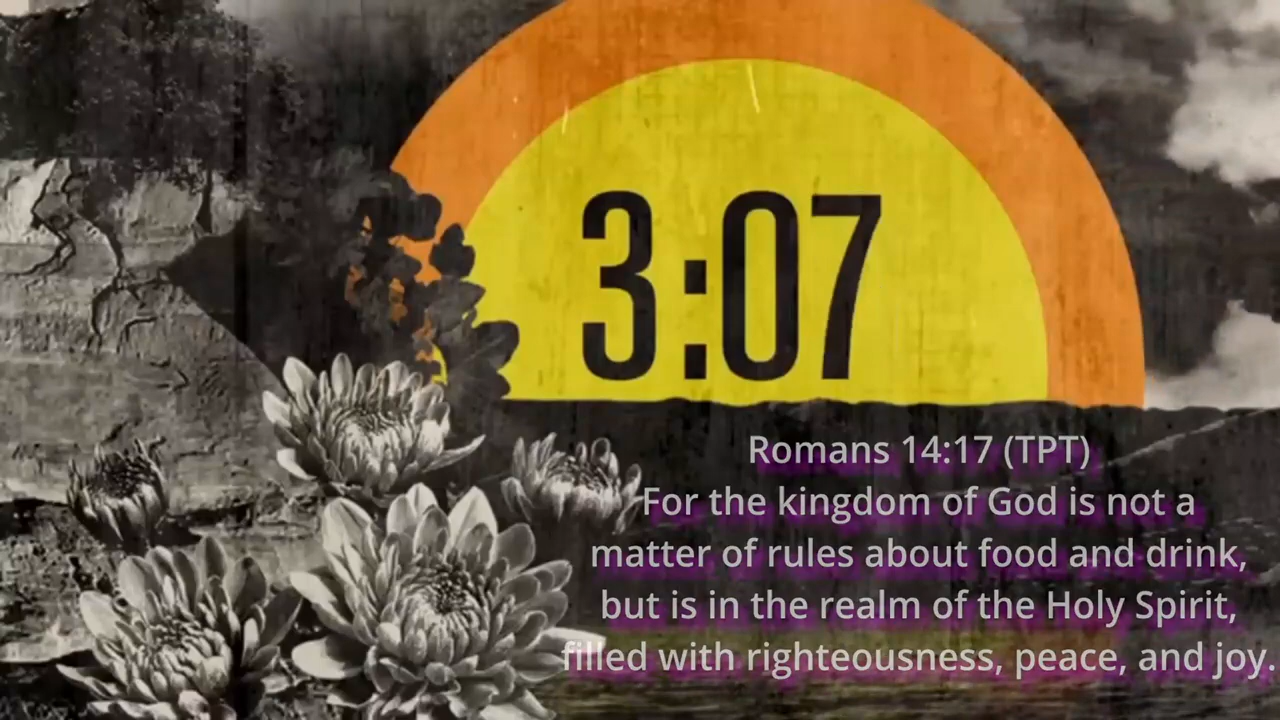 3:07
Romans 14:17 (TPT)
For the kingdom of God is not a
matter of rules about food and drink,
but is in the realm of the Holy Spirit,
filled with righteousness, peace, and joy.